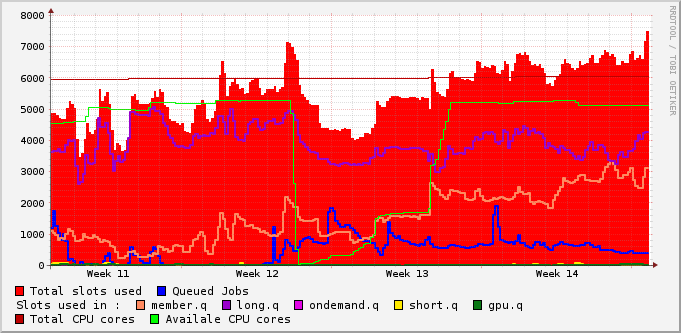 8000
7000
6000
5000
4000
3000
2000
1000
0
Week 11 Week 12 Week 13 Week 14
RRDTOOL / TOBI OETIKER
Total slots used Queued Jobs
Slots used in : member.q long.q ondemand.q short.q gpu.q
Total CPU cores Availale CPU cores